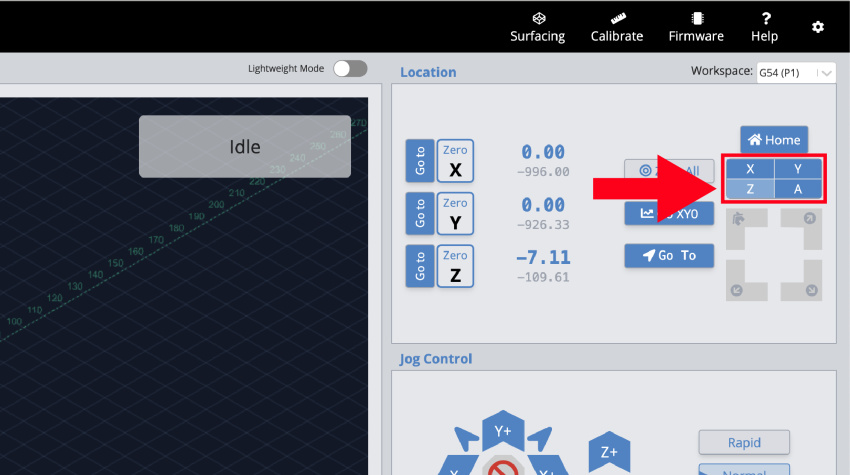 Surfacing
Calibrate
Firmware
Help
Lightweight Mode
Location
Workspace:
G54 (P1)
Idle
270
260
250
240
230
220
210
200
190
180
170
160
150
140
130
120
110
100
Home
Go to
Zero
X
0.00
-996.00
All
X
Y
Z
A
Go to
Zero
Y
0.00
-926.33
XY0
Go to
Zero
Z
-7.11
-109.61
Go To
Jog Control
Y+
Z+
X+
Rapid
Normal